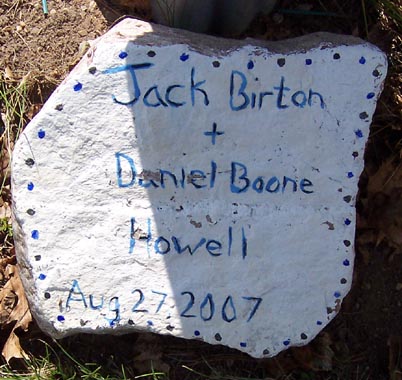 Jack Birton
+
Daniel Boone
Howell
Aug 27 2007